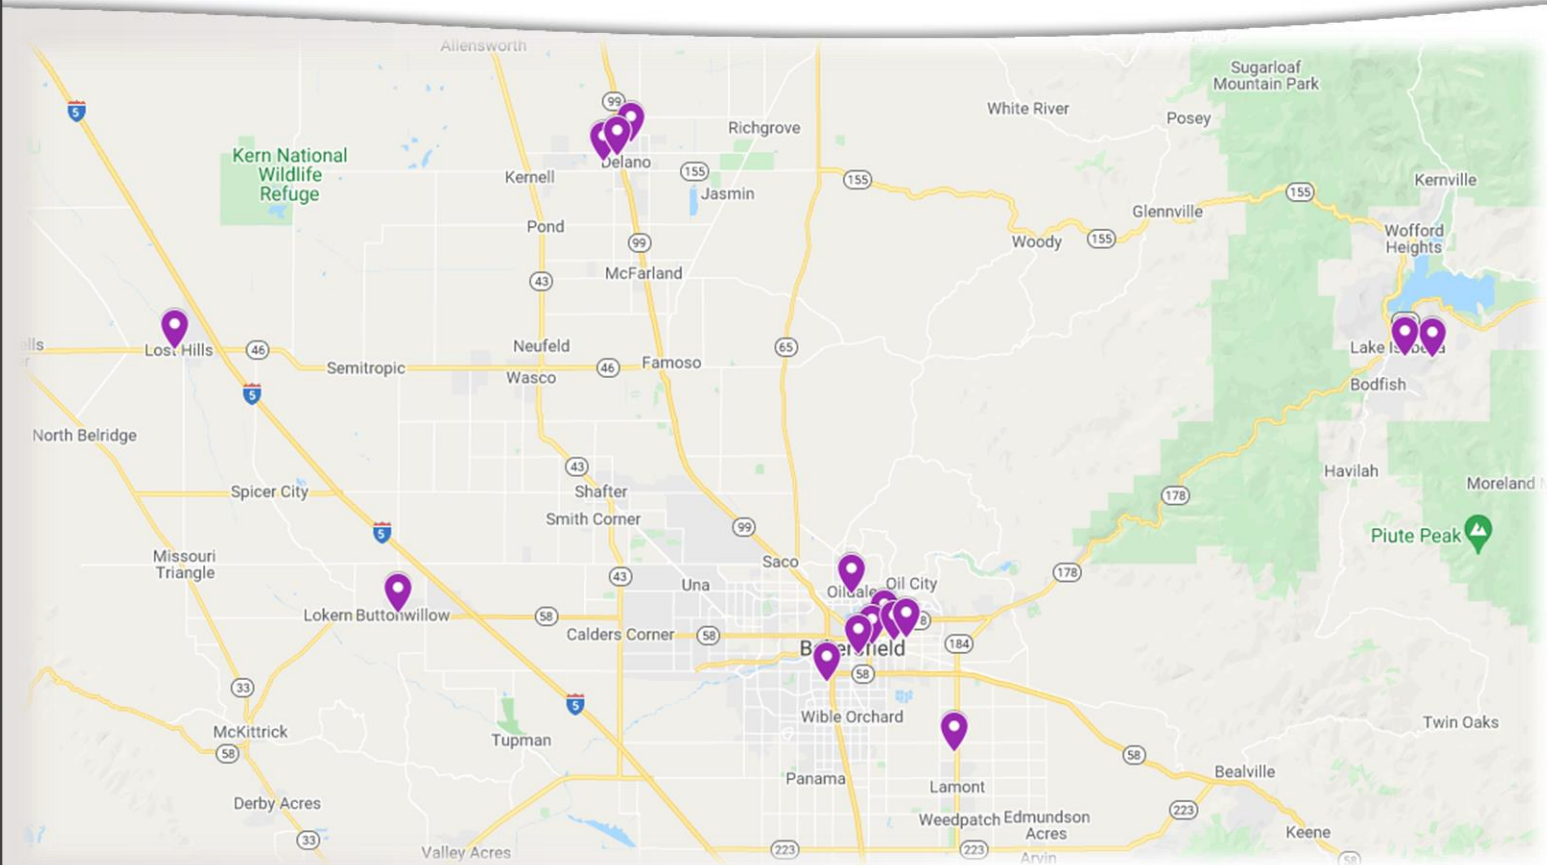 Allensworth
Sugarloaf
Mountain Park
5
99
White River
Richgrove
Posey
Kern National
Wildlife
Refuge
Delano
155
155
Kernell
Jasmin
155
Kernville
Glennville
Pond
Wofford
Heights
Woody
155
99
McFarland
43
Lost Hills
46
Neufeld
65
Semitropic
46
Famoso
Wasco
Bodfish
5
North Belridge
43
Havilah
Spicer City
Shafter
178
Moreland
Smith Corner
99
5
Piute Peak
Missouri
Triangle
Saco
43
Una
178
Oil City
Lokern
Buttonwillow
58
Calders Corner
58
184
58
33
5
McKittrick
Wible Orchard
Twin Oaks
58
Tupman
58
Panama
Lamont
Bealville
Derby Acres
223
Weedpatch
Edmundson
Acres
Keene
33
Valley Acres
223
223
Arvin
58